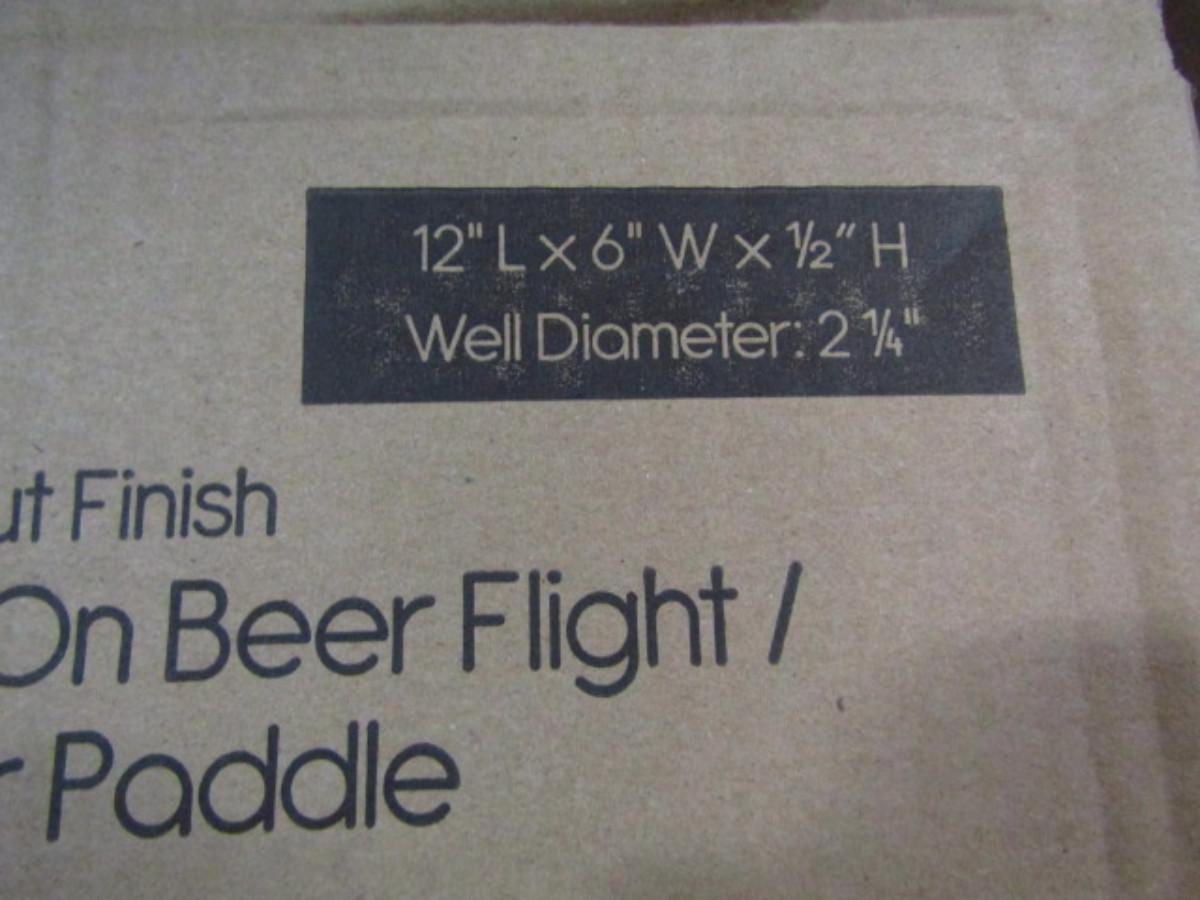 12" L x 6" W x ½" H
Well Diameter: 2 ¼"
ut Finish
On Beer Flight /
r Paddle